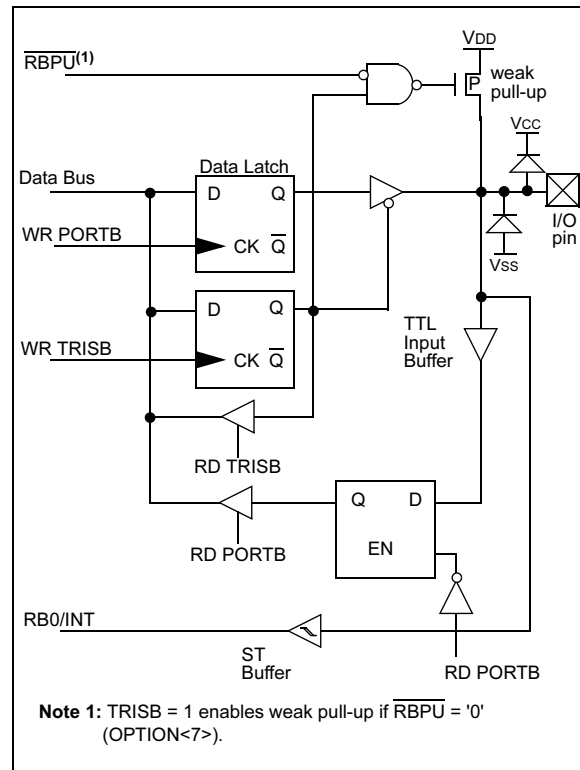 VDD
RBPU(1)
P
weak
pull-up
VCC
Data Latch
Data Bus
D Q
I/O
pin
WR PORTB
CK Q
VSS
D Q
TTL
Input
Buffer
WR TRISB
CK Q
RD TRISB
Q D
RD PORTB
EN
RB0/INT
ST
Buffer
RD PORTB
Note 1: TRISB = 1 enables weak pull-up if RBPU = '0'
(OPTION<7>).